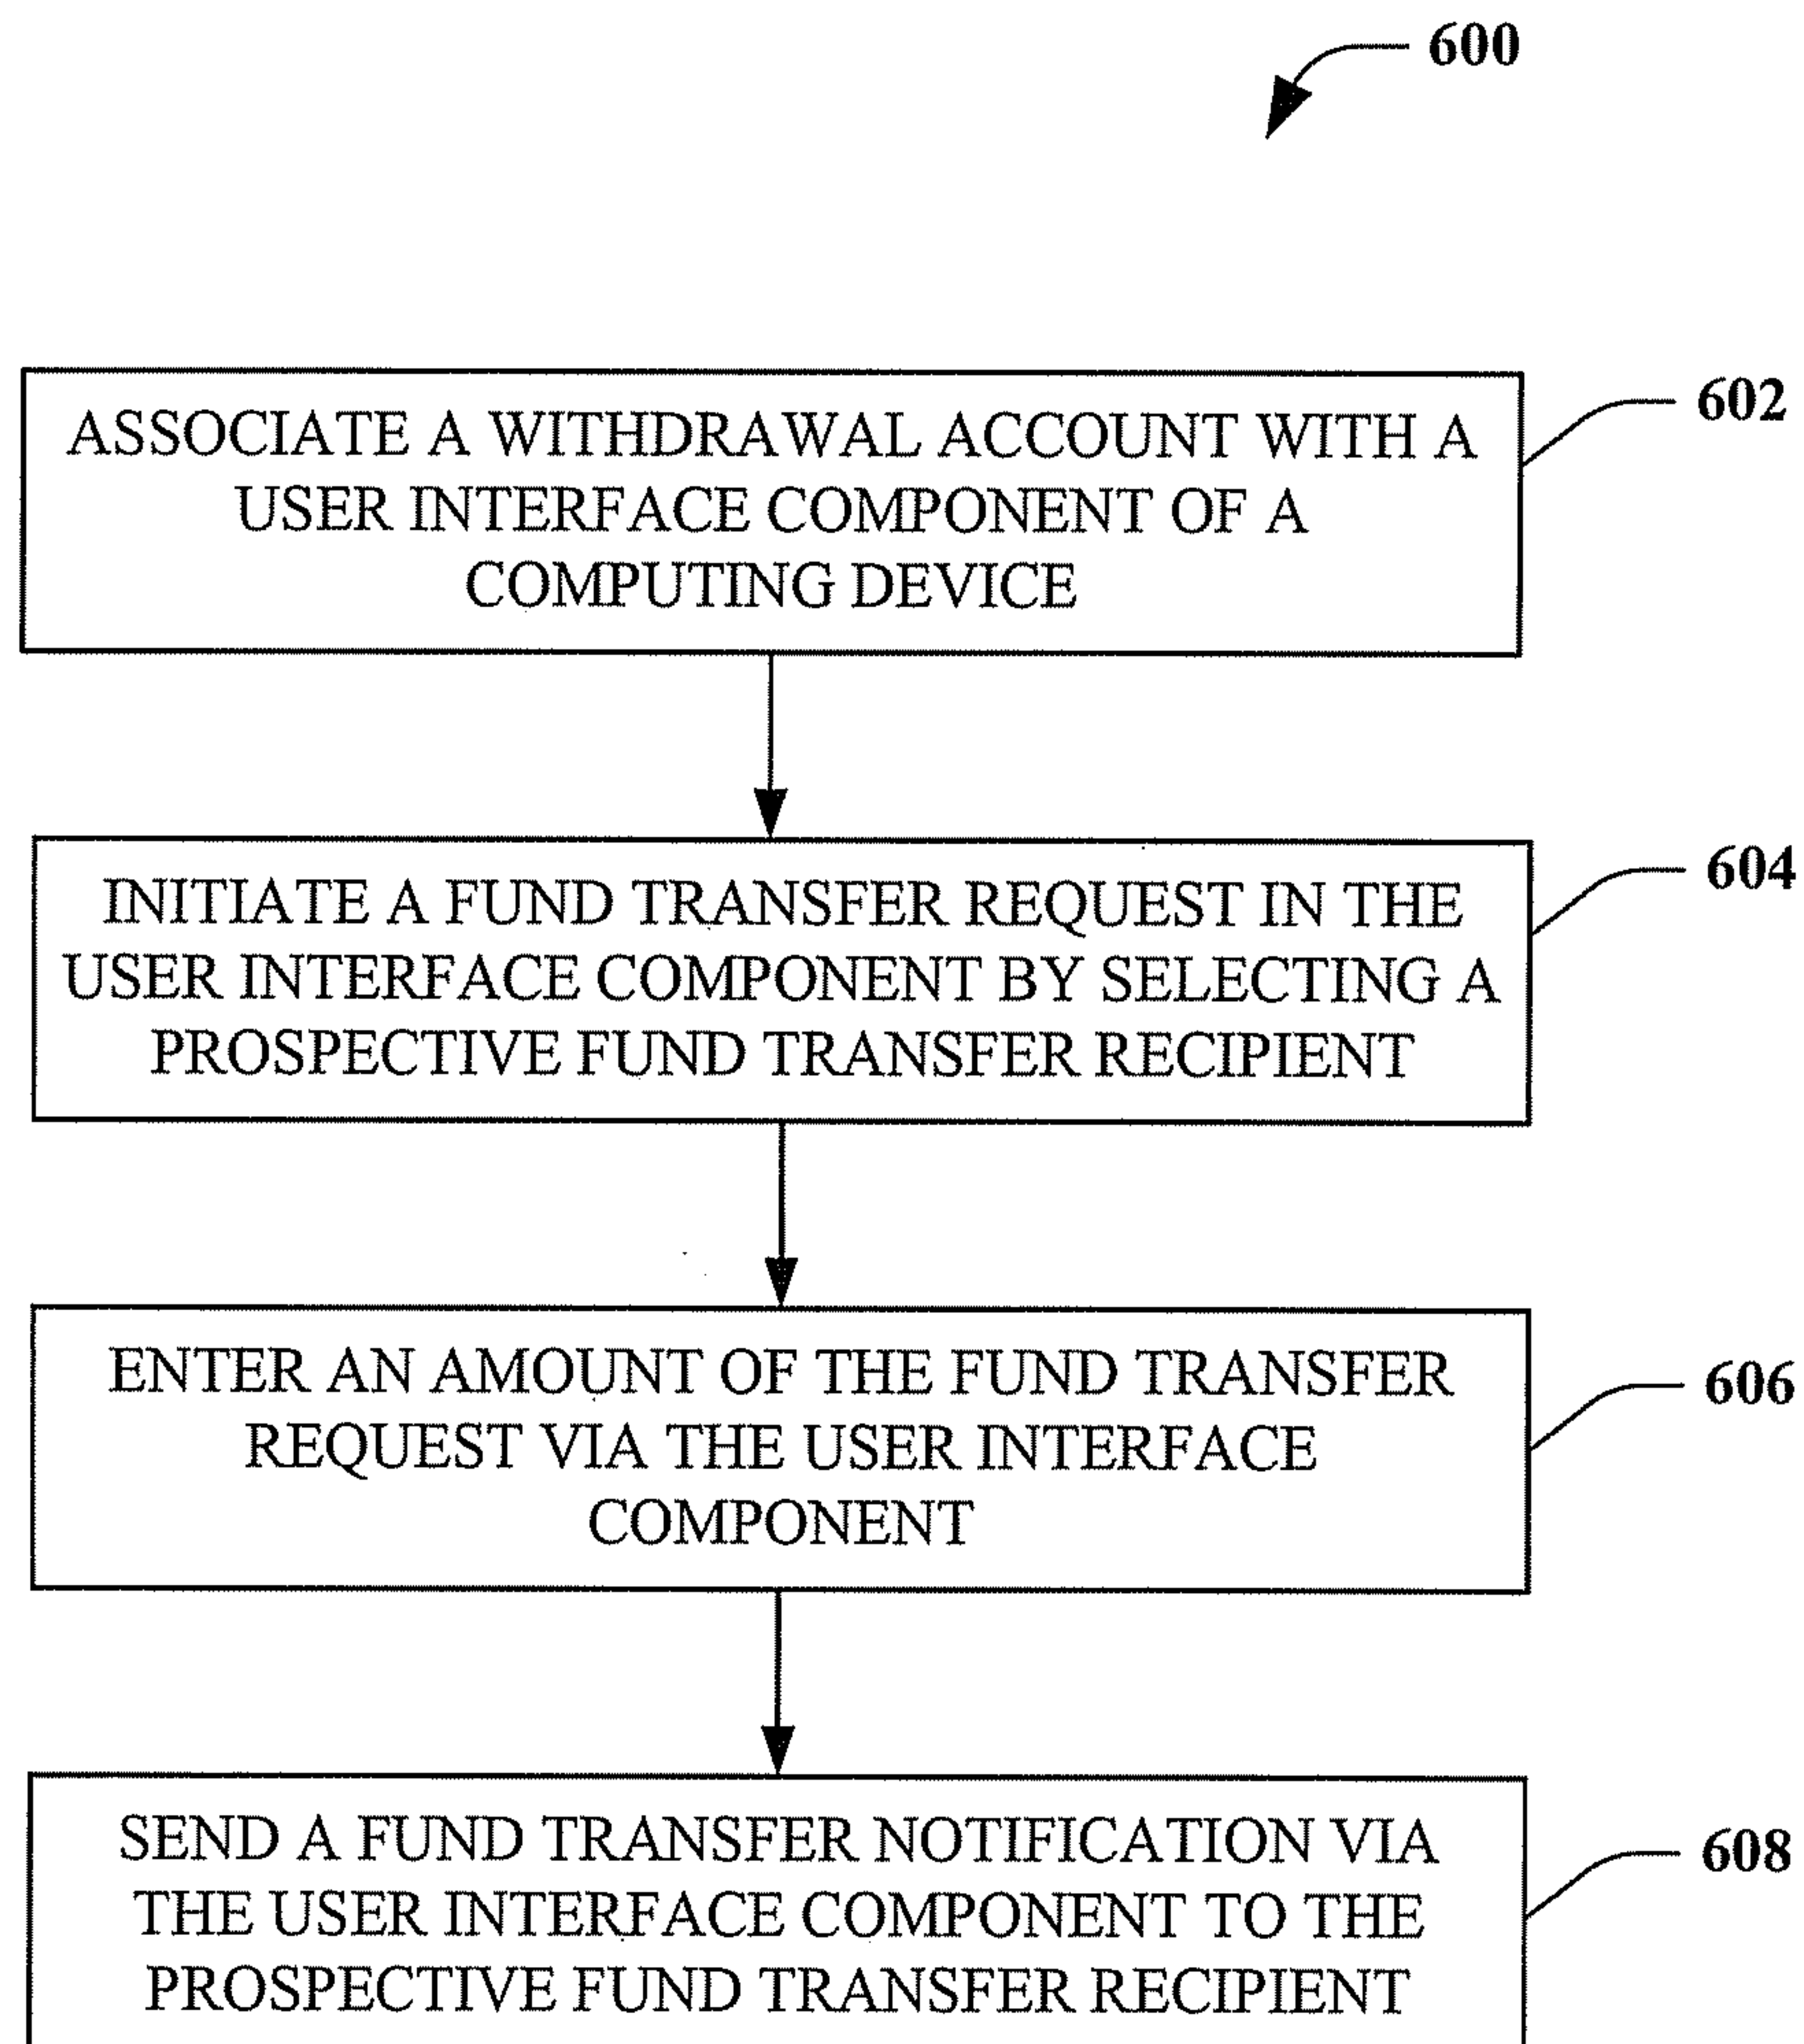 600
ASSOCIATE A WITHDRAWAL ACCOUNT WITH A
USER INTERFACE COMPONENT OF A
COMPUTING DEVICE
602
INITIATE A FUND TRANSFER REQUEST IN THE
USER INTERFACE COMPONENT BY SELECTING A
PROSPECTIVE FUND TRANSFER RECIPIENT
604
ENTER AN AMOUNT OF THE FUND TRANSFER
REQUEST VIA THE USER INTERFACE
COMPONENT
606
SEND A FUND TRANSFER NOTIFICATION VIA
THE USER INTERFACE COMPONENT TO THE
PROSPECTIVE FUND TRANSFER RECIPIENT
608